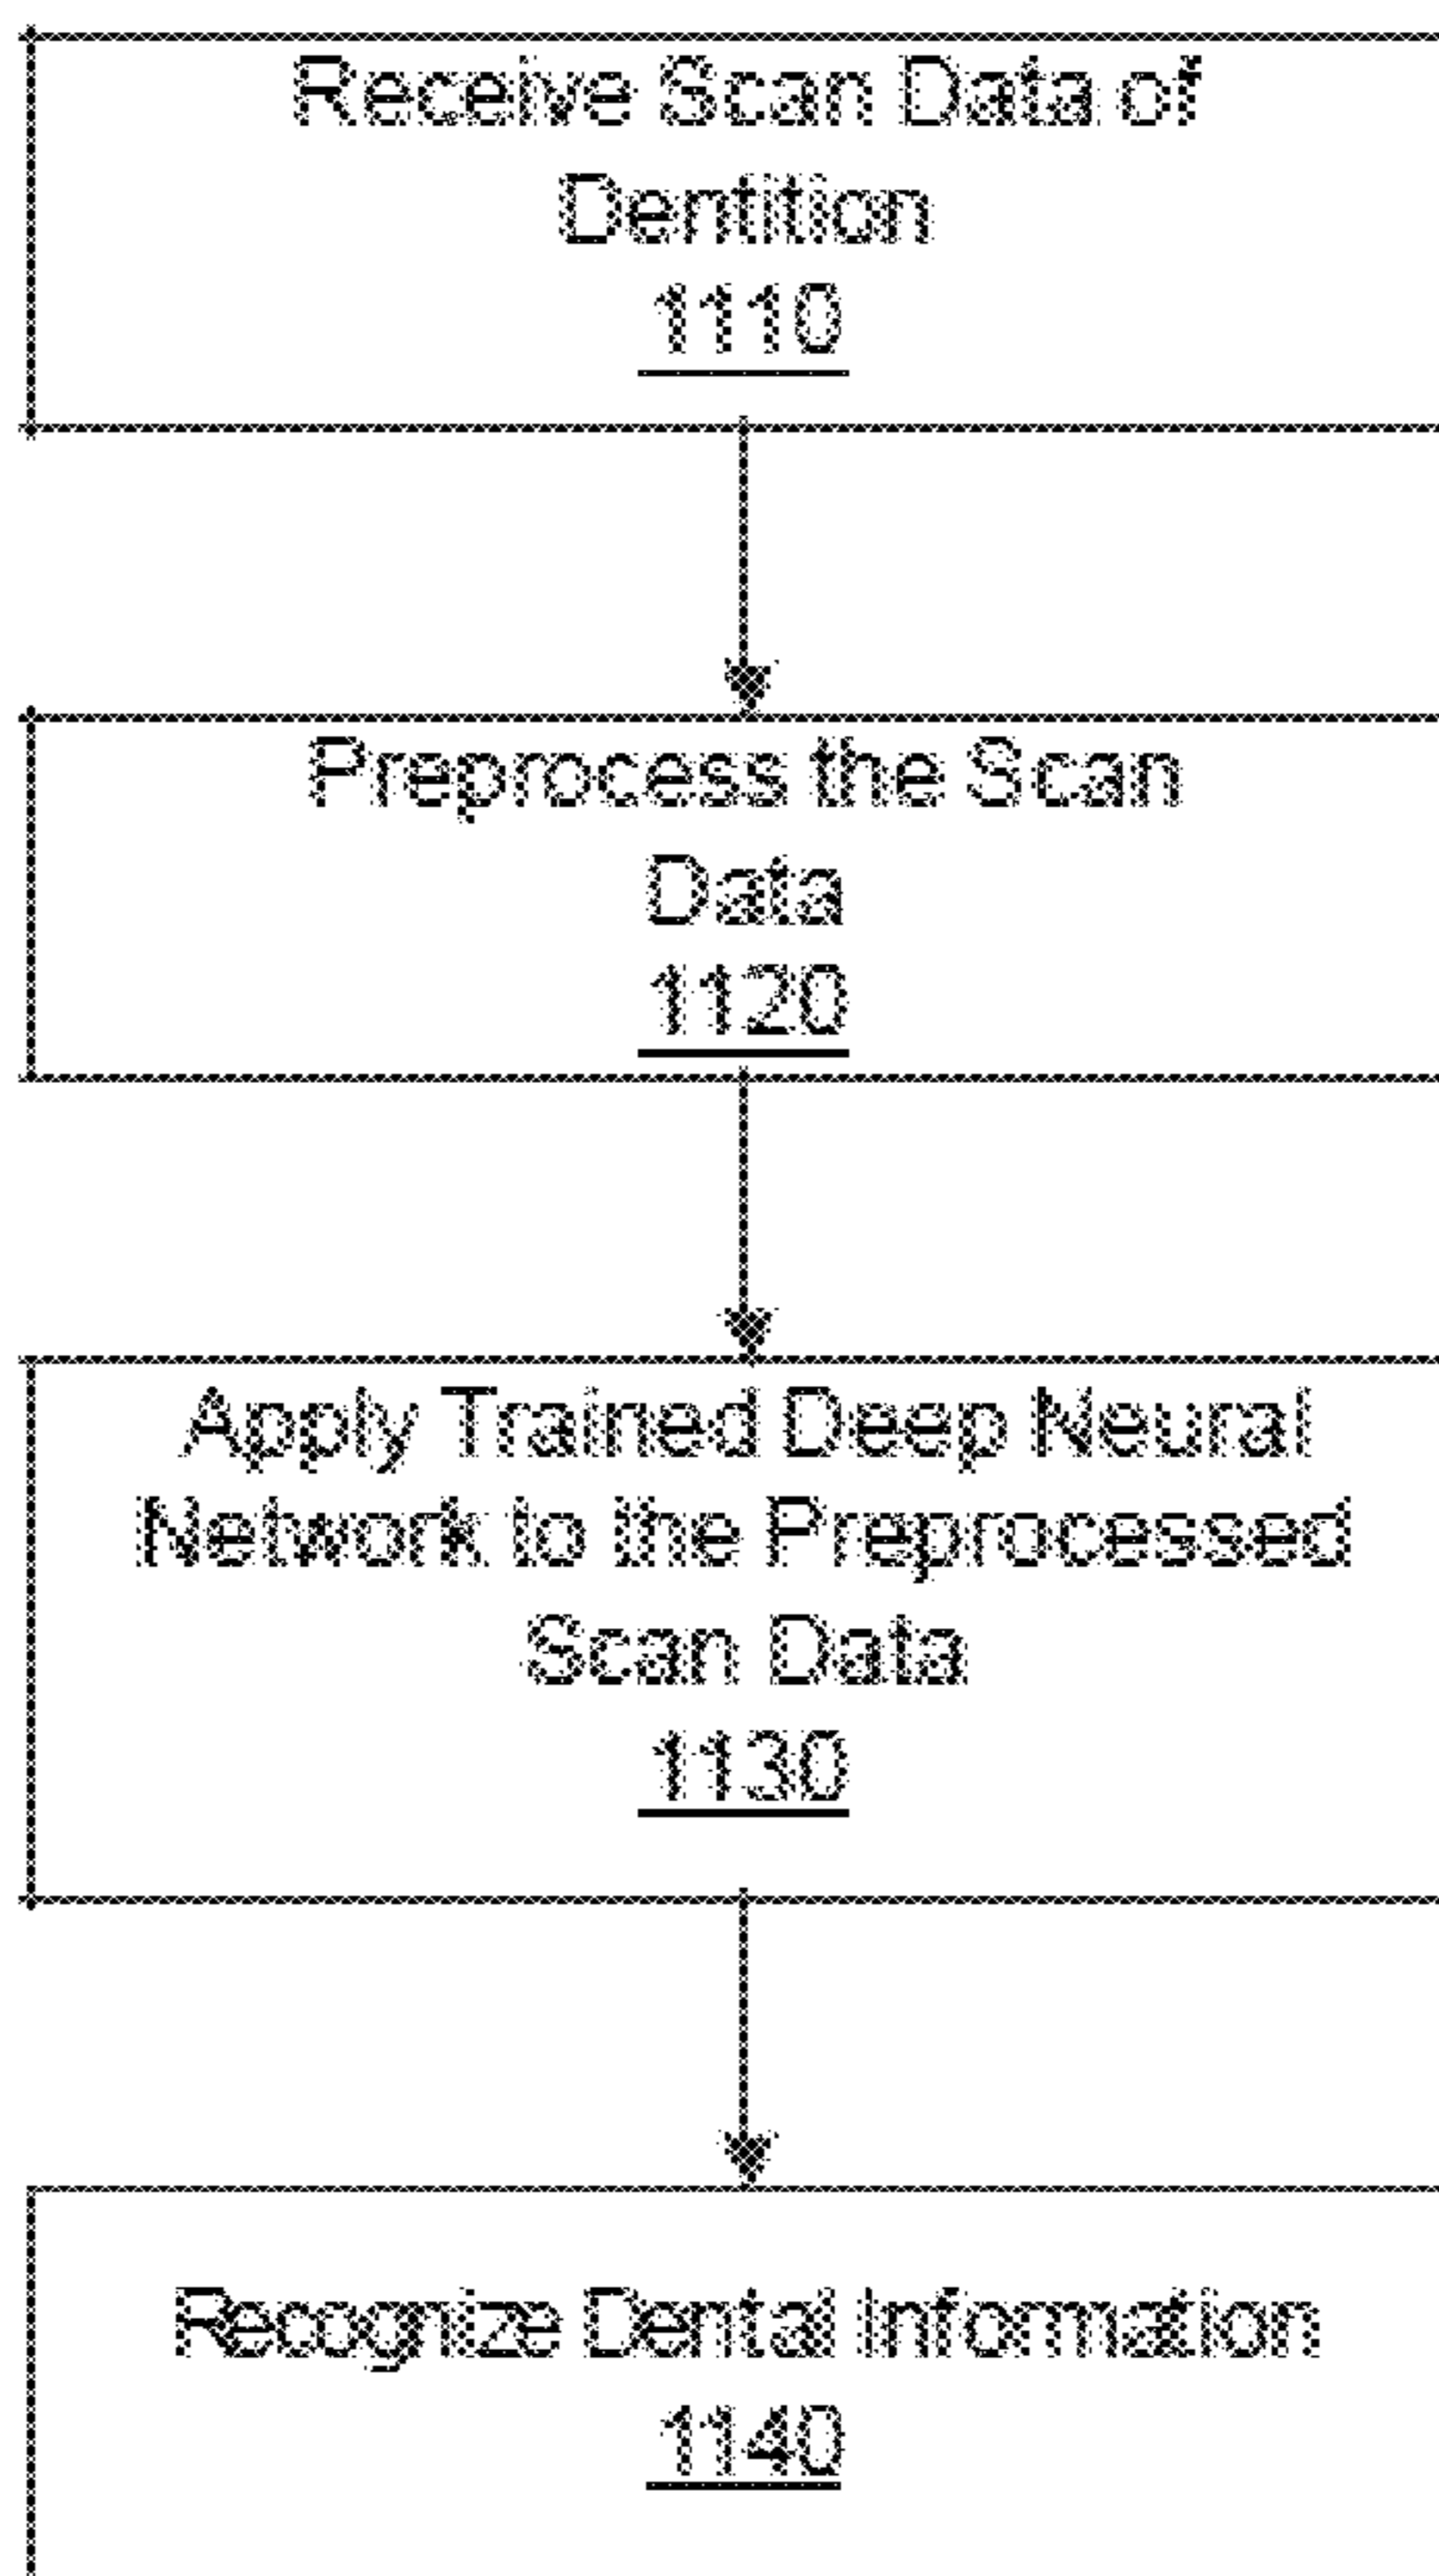 Receive Scan Data of
Dentition
1110
Preprocess the Scan
Data
1120
Apply Trained Deep Neural
Network to the Preprocessed
Scan Data
1130
Recognize Dental Information
1140